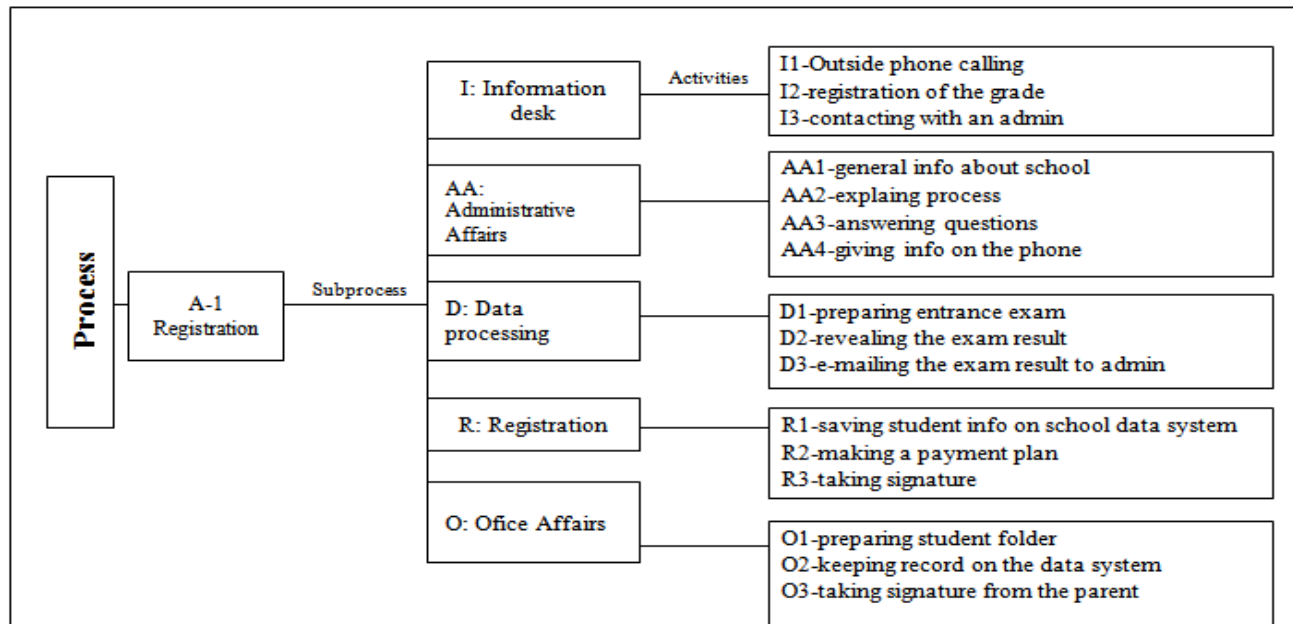 Process
A-1
Registration
Subprocess
I: Information
desk
Activities
I1-Outside phone calling
I2-registration of the grade
I3-contacting with an admin
AA:
Administrative
Affairs
AA1-general info about school
AA2-explaing process
AA3-answering questions
AA4-giving info on the phone
D: Data
processing
D1-preparing entrance exam
D2-revealing the exam result
D3-e-mailing the exam result to admin
R: Registration
R1-saving student info on school data system
R2-making a payment plan
R3-taking signature
O: Ofice Affairs
O1-preparing student folder
O2-keeping record on the data system
O3-taking signature from the parent